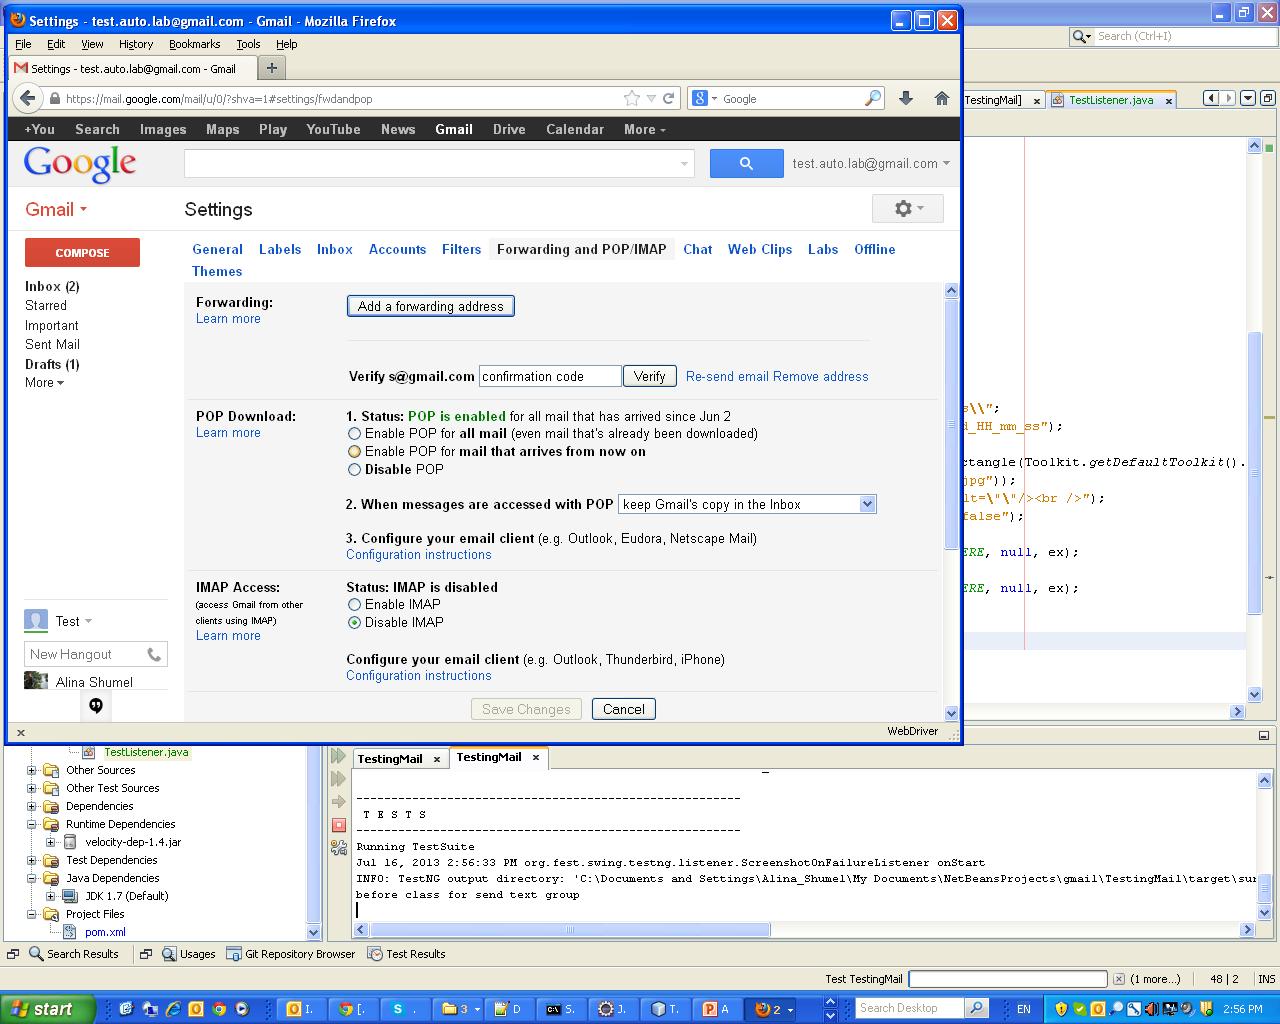 Settings - test.auto.lab@gmail.com - Gmail - Mozilla Firefox
File Edit View History Bookmarks Tools Help
Settings - test.auto.lab@gmail.com - Gmail
https://mail.google.com/mail/u/0/?shva=1#settings/fwdandpop
Google
Search (Ctrl+I)
TestingMail]
TestListener.java
+You Search Images Maps Play YouTube News Gmail Drive Calendar More
Google
test.auto.lab@gmail.com
Gmail
Settings
COMPOSE
Inbox (2)
Starred
Important
Sent Mail
Drafts (1)
More
General Labels Inbox Accounts Filters Forwarding and POP/IMAP Chat Web Clips Labs Offline
Themes
Forwarding:
Learn more
Add a forwarding address
Verify s@gmail.com confirmation code Verify Re-send email Remove address
POP Download:
Learn more
1. Status: POP is enabled for all mail that has arrived since Jun 2
Enable POP for all mail (even mail that's already been downloaded)
Enable POP for mail that arrives from now on
Disable POP
2. When messages are accessed with POP keep Gmail's copy in the Inbox
3. Configure your email client (e.g. Outlook, Eudora, Netscape Mail)
Configuration instructions
IMAP Access:
(access Gmail from other
clients using IMAP)
Learn more
Status: IMAP is disabled
Enable IMAP
Disable IMAP
Configure your email client (e.g. Outlook, Thunderbird, iPhone)
Configuration instructions
Save Changes Cancel
Test
New Hangout
Alina Shumel
WebDriver
s\\";
d_HH_mm_ss");
ctangle(Toolkit.getDefaultToolkit().
jpg"));
lt=\"\"/><br />");
false");
ERE, null, ex);
ERE, null, ex);
TestListener.java
Other Sources
Other Test Sources
Dependencies
Runtime Dependencies
velocity-dep-1.4.jar
Test Dependencies
Java Dependencies
JDK 1.7 (Default)
Project Files
pom.xml
TestingMail
TestingMail
-------------------------------------------------------
T E S T S
-------------------------------------------------------
Running TestSuite
Jul 16, 2013 2:56:33 PM org.fest.swing.testng.listener.ScreenshotOnFailureListener onStart
INFO: TestNG output directory: 'C:\Documents and Settings\Alina_Shumel\My Documents\NetBeansProjects\gmail\TestingMail\target\sur
before class for send text group
Search Results Usages Git Repository Browser Test Results
Test TestingMail (1 more...) 48 | 2 INS
start
I. [. S . 3 D S. J. T. A 2
Search Desktop
EN
2:56 PM